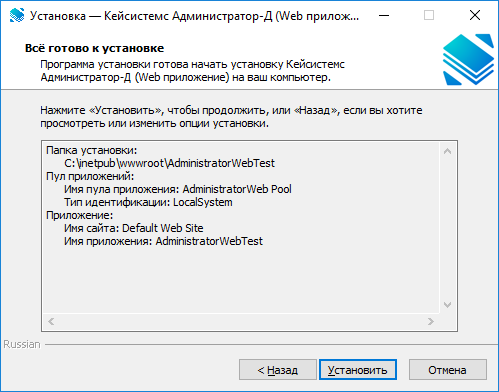 Установка — Кейсистемс Администратор-Д (Web прилож...
Всё готово к установке
Программа установки готова начать установку Кейсистемс
Администратор-Д (Web приложение) на ваш компьютер.
Нажмите «Установить», чтобы продолжить, или «Назад», если вы хотите
просмотреть или изменить опции установки.
Папка установки:
C:\inetpub\wwwroot\AdministratorWebTest
Пул приложений:
Имя пула приложения: AdministratorWeb Pool
Тип идентификации: LocalSystem
Приложение:
Имя сайта: Default Web Site
Имя приложения: AdministratorWebTest
Russian
< Назад
Установить
Отмена